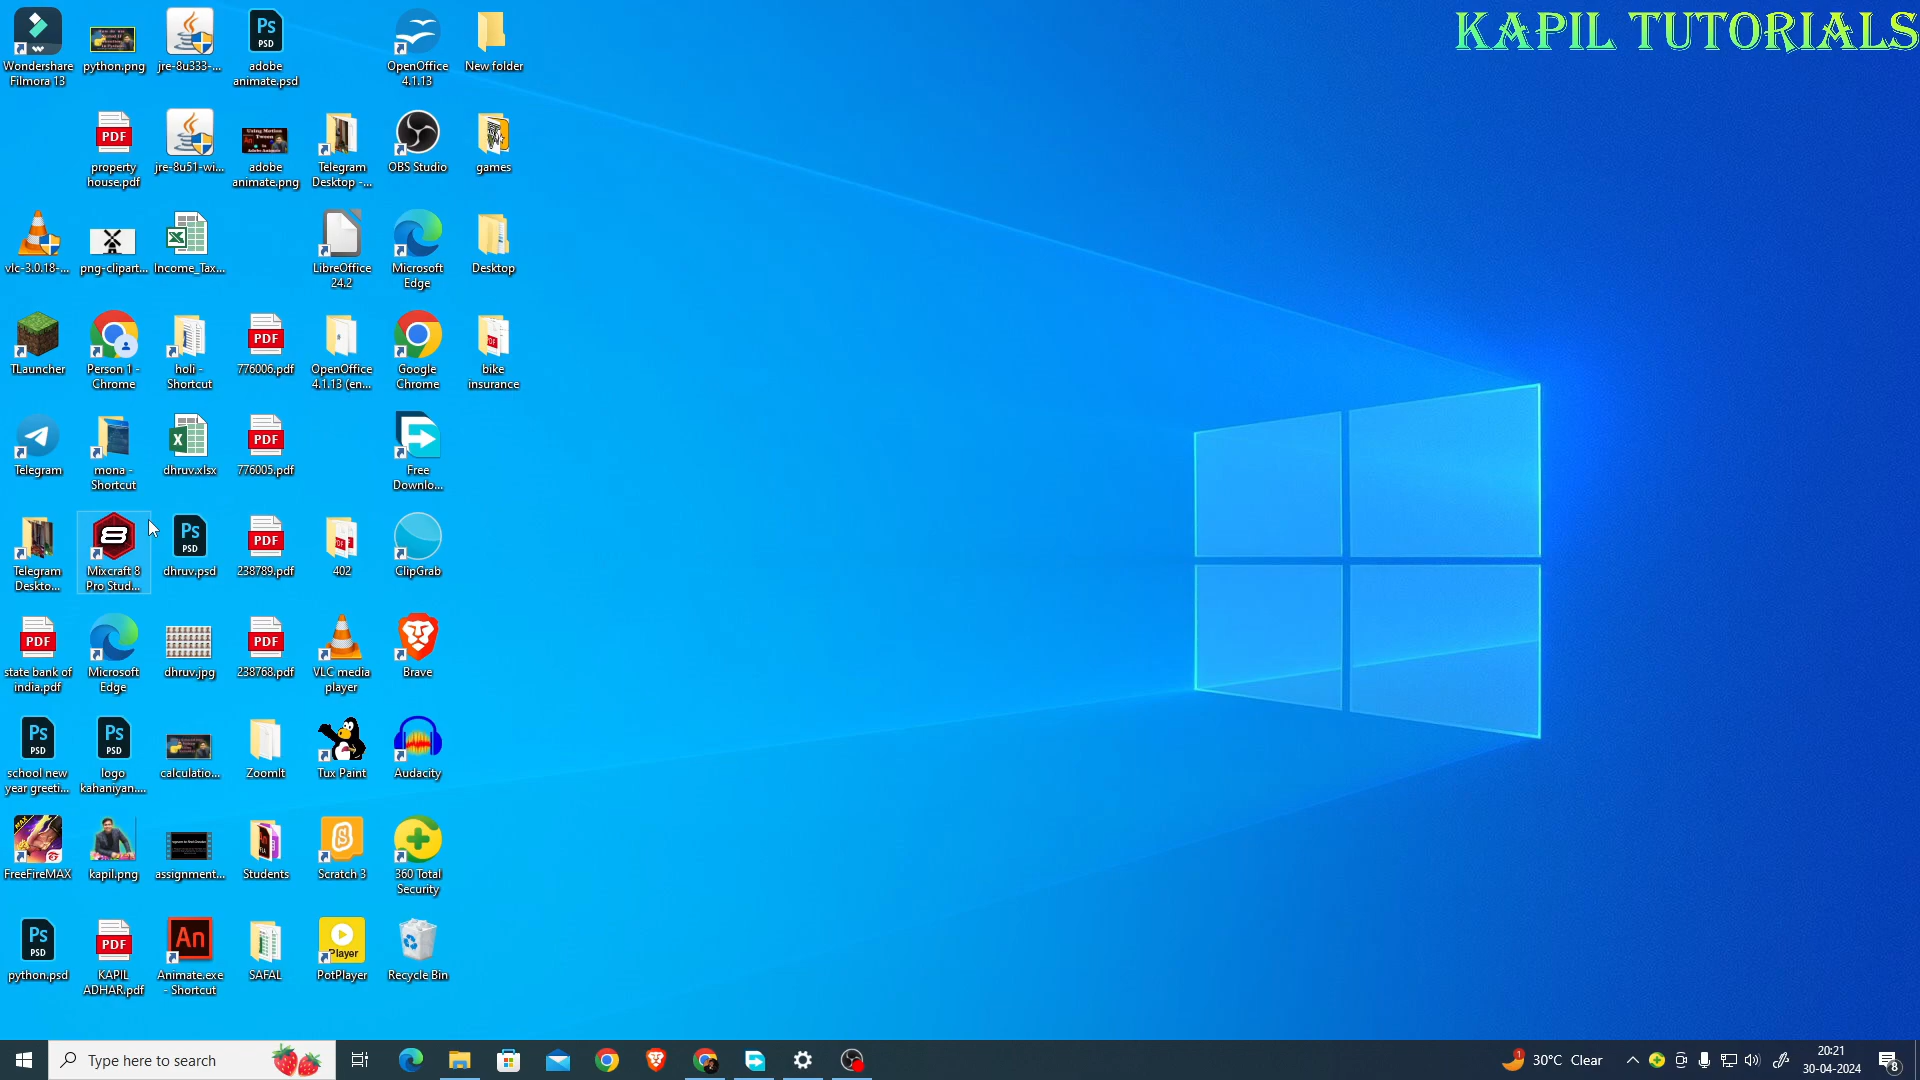 KAPIL TUTORIALS
Wondershare
Filmora 13
python.png
jre-8u333-...
adobe
animate.psd
OpenOffice
4.1.13
New folder
property
house.pdf
jre-8u51-wi...
adobe
animate.png
Telegram
Desktop -...
OBS Studio
games
vlc-3.0.18-...
png-clipart...
Income_Tax...
LibreOffice
24.2
Microsoft
Edge
Desktop
TLauncher
Person 1 -
Chrome
holi -
Shortcut
776006.pdf
OpenOffice
4.1.13 (en...
Google
Chrome
bike
insurance
Telegram
mona -
Shortcut
dhruv.xlsx
776005.pdf
Free
Downlo...
Telegram
Deskto...
Mixcraft 8
Pro Stud...
dhruv.psd
238789.pdf
402
ClipGrab
state bank of
india.pdf
Microsoft
Edge
dhruv.jpg
238768.pdf
VLC media
player
Brave
school new
year greeti...
logo
kahaniyan....
calculatio...
ZoomIt
Tux Paint
Audacity
FreeFireMAX
kapil.png
assignment...
Students
Scratch 3
360 Total
Security
python.psd
KAPIL
ADHAR.pdf
Animate.exe
- Shortcut
SAFAL
PotPlayer
Recycle Bin
Type here to search
30°C Clear
20:21
30-04-2024
8